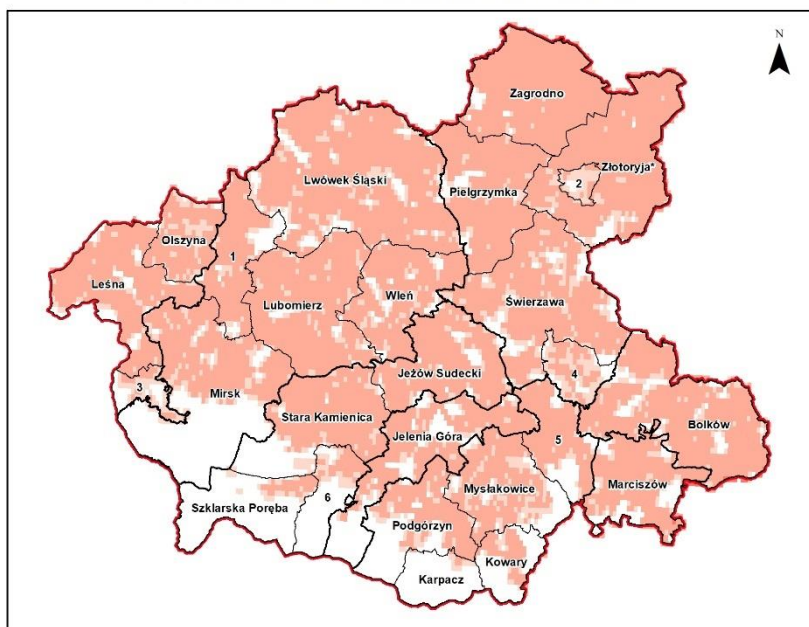 N
Zagrodno
Złotoryja*
2
Lwówek Śląski
Pielgrzymka
Olszyna
1
Leśna
Lubomierz
Wleń
Świerzawa
3
Mirsk
Jeżów Sudecki
4
Stara Kamienica
Bolków
Jelenia Góra
5
Mysłakowice
Marciszów
Szklarska Poręba
6
Podgórzyn
Kowary
Karpacz